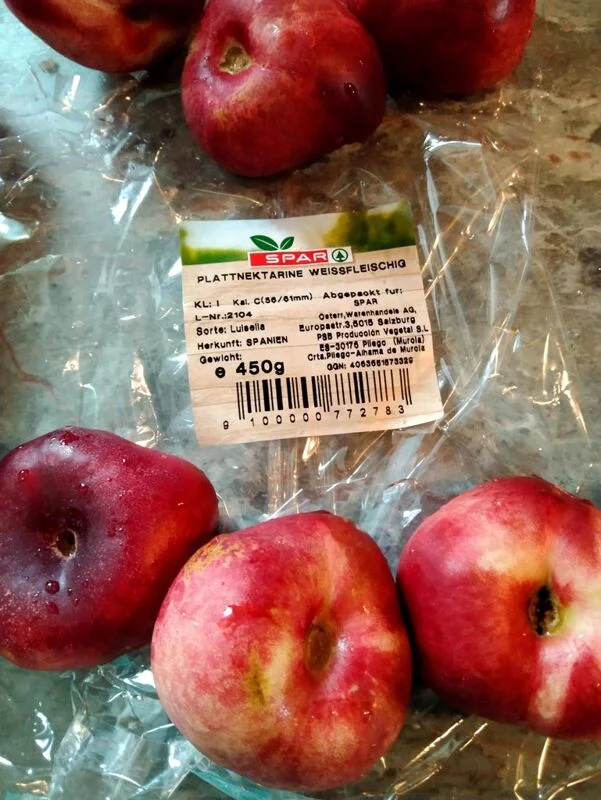 SPAR
PLATTNEKTARINE WEISSFLEISCHIG
KL: I Kal. C(56/61mm) Abgepackt für:
L-Nr.:2104 SPAR
Sorte: Luisella Österr.Warenhandels AG,
Herkunft: SPANIEN Europastr.3,5015 Salzburg
Gewicht: PSB Producción Vegetal S.L
e 450g ES-30176 Pliego (Murcia)
Crta.Pliego-Alhama de Murcia
GGN: 4063651673329
9 100000 772783